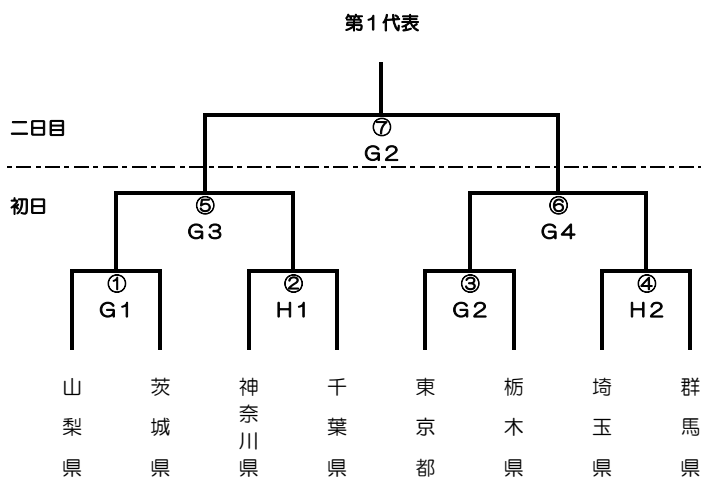 第1代表
二日目
⑦
G2
初日
⑤
⑥
G3
G4
①
②
③
④
G1
H1
G2
H2
山梨県
茨城県
神奈川県
千葉県
東京都
栃木県
埼玉県
群馬県